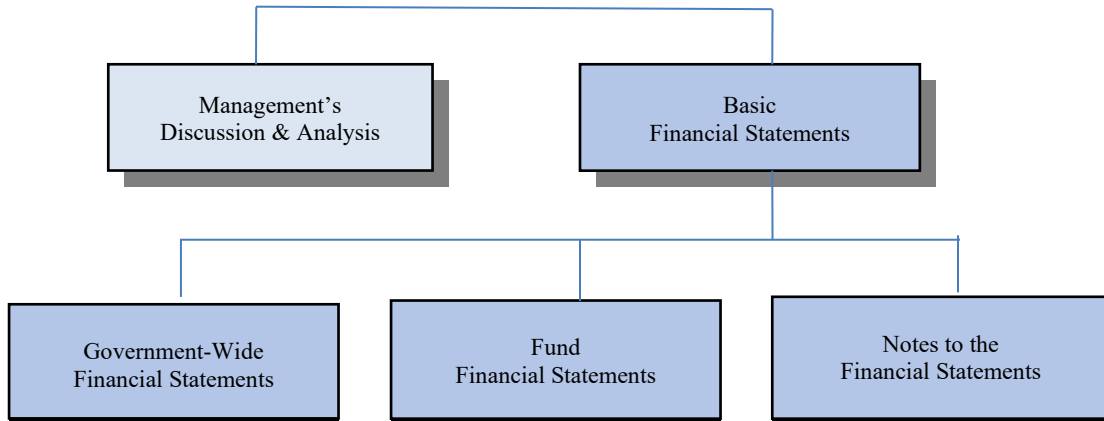 Management’s
Discussion & Analysis
Basic
Financial Statements
Government-Wide
Financial Statements
Fund
Financial Statements
Notes to the
Financial Statements